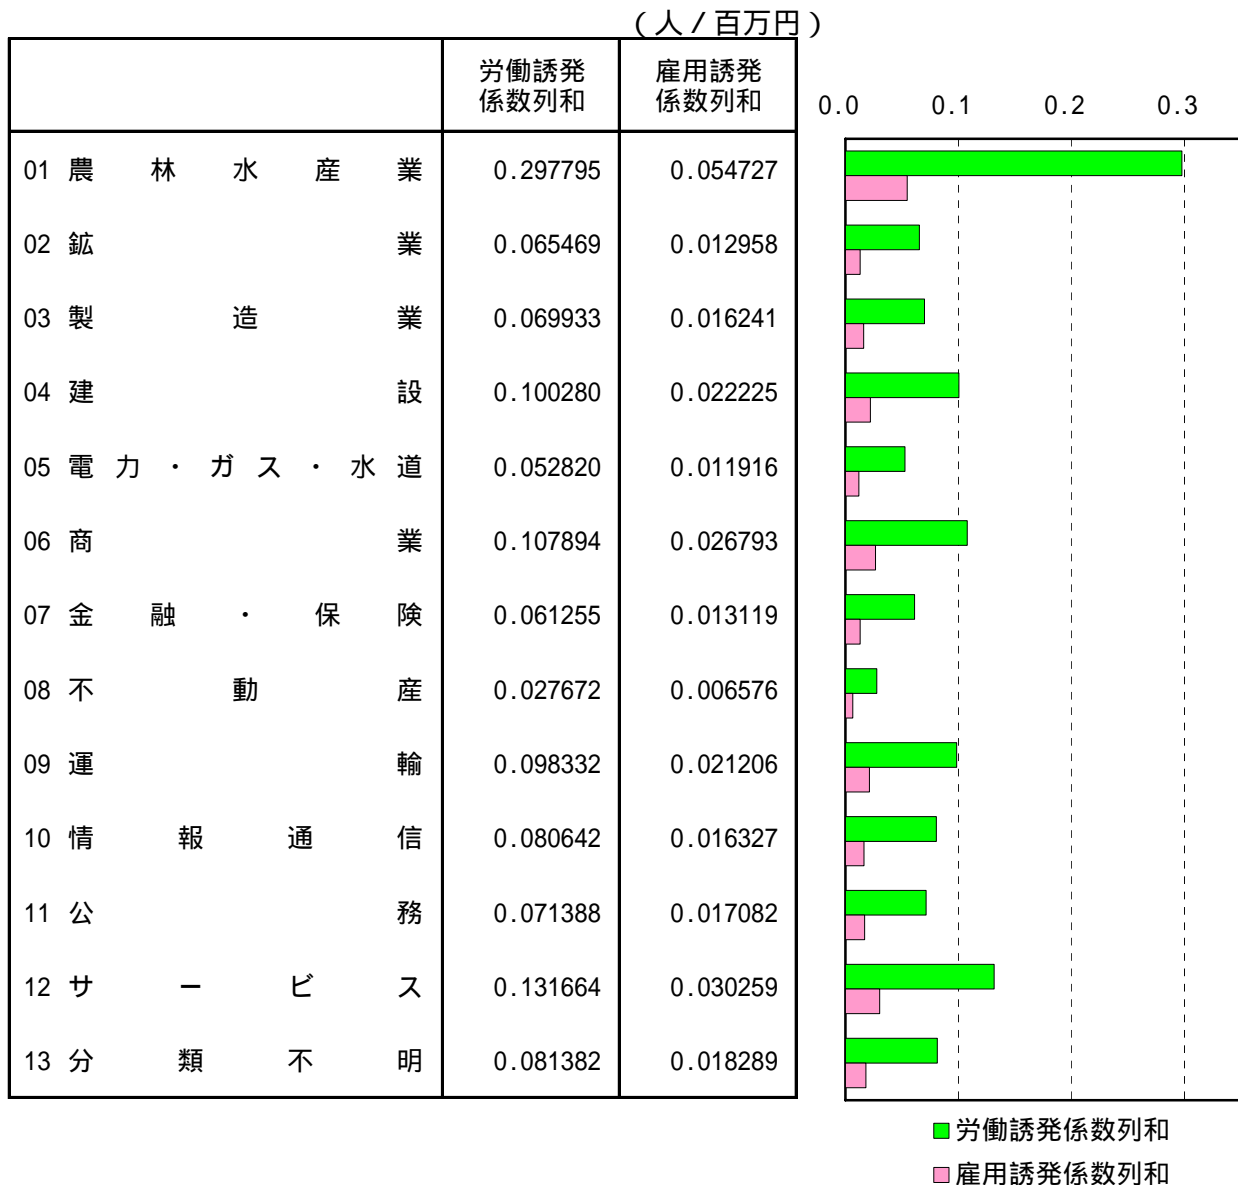 (人/百万円)
労働誘発係数列和 雇用誘発係数列和
0.0 0.1 0.2 0.3
01 農林水産業 0.297795 0.054727
02 鉱業 0.065469 0.012958
03 製造業 0.069933 0.016241
04 建設 0.100280 0.022225
05 電力・ガス・水道 0.052820 0.011916
06 商業 0.107894 0.026793
07 金融・保険 0.061255 0.013119
08 不動産 0.027672 0.006576
09 運輸 0.098332 0.021206
10 情報通信 0.080642 0.016327
11 公務 0.071388 0.017082
12 サービス 0.131664 0.030259
13 分類不明 0.081382 0.018289
労働誘発係数列和
雇用誘発係数列和